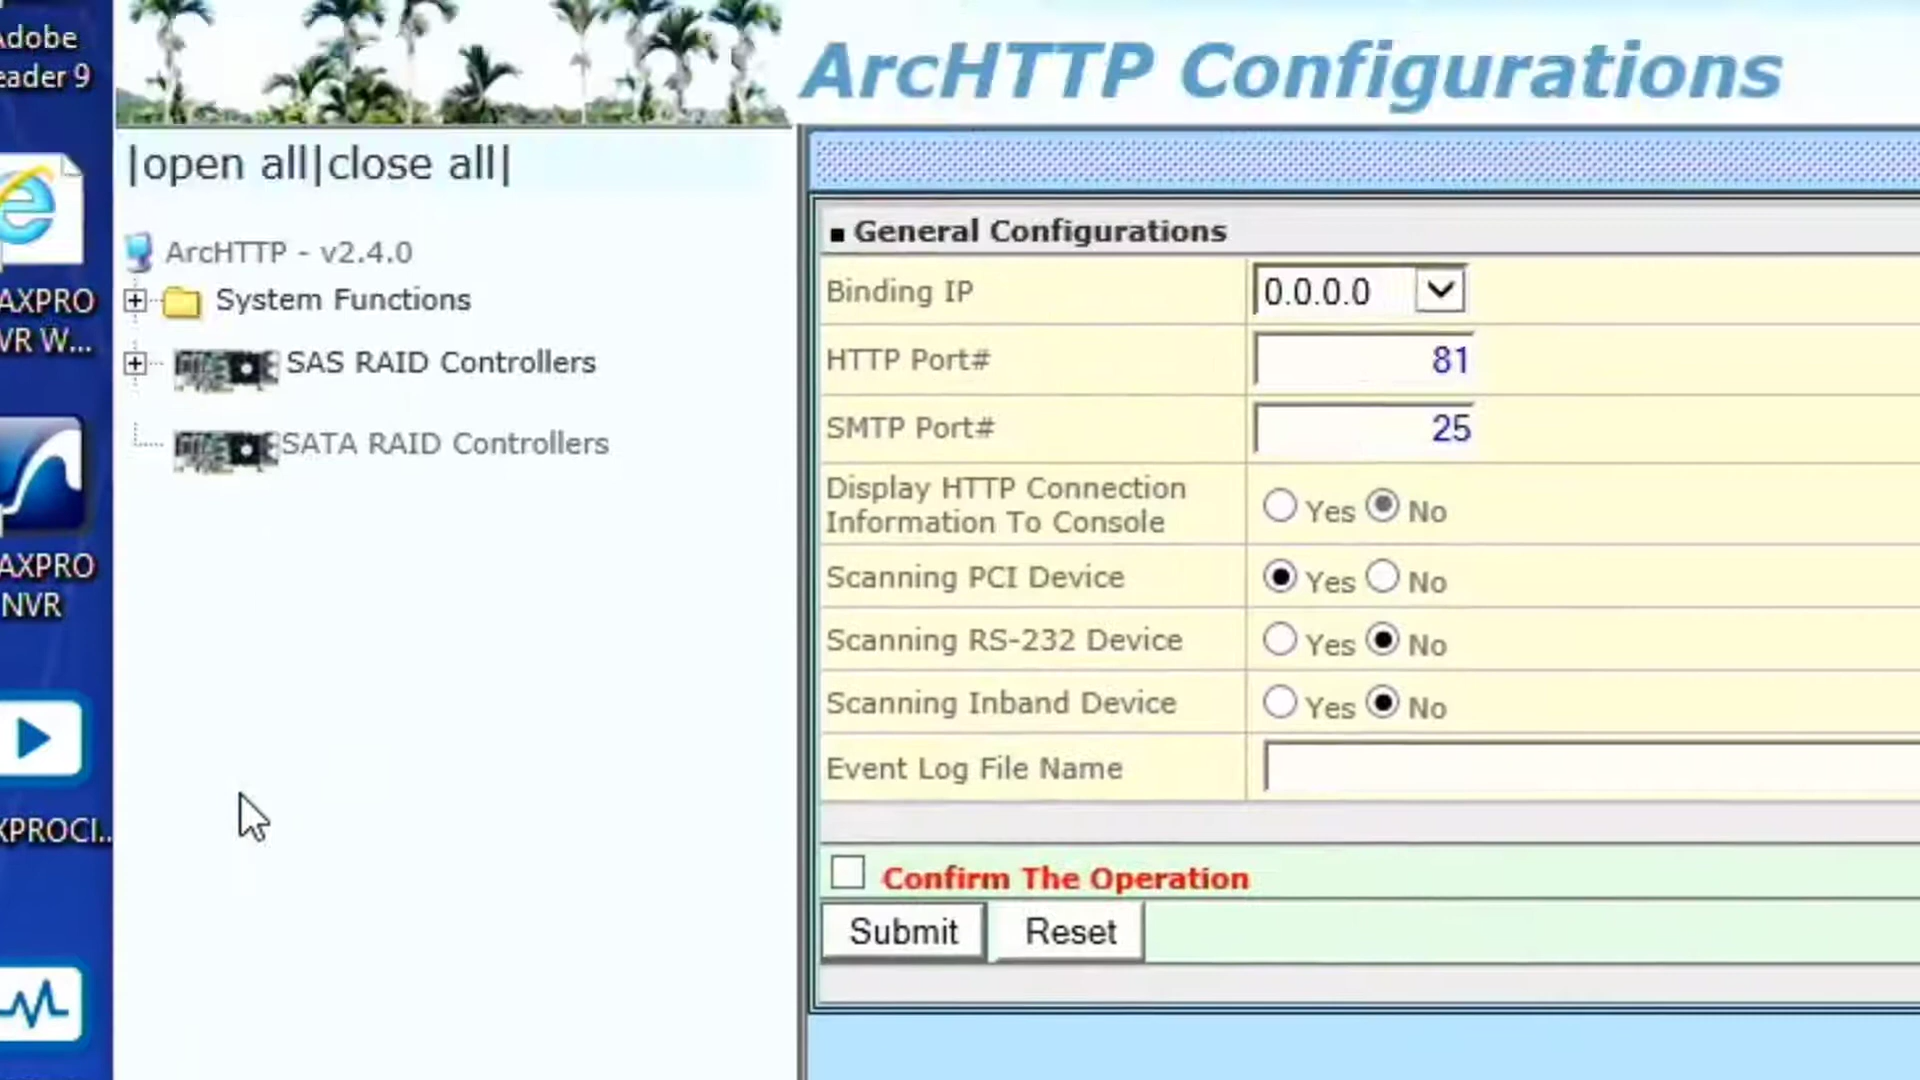 Adobe
eader 9
AXPRO
VR W...
AXPRO
NVR
XPROCI...
ArcHTTP Configurations
|open all|close all|
ArcHTTP - v2.4.0
System Functions
SAS RAID Controllers
SATA RAID Controllers
General Configurations
Binding IP 0.0.0.0
HTTP Port# 81
SMTP Port# 25
Display HTTP Connection
Information To Console Yes No
Scanning PCI Device Yes No
Scanning RS-232 Device Yes No
Scanning Inband Device Yes No
Event Log File Name
Confirm The Operation
Submit Reset